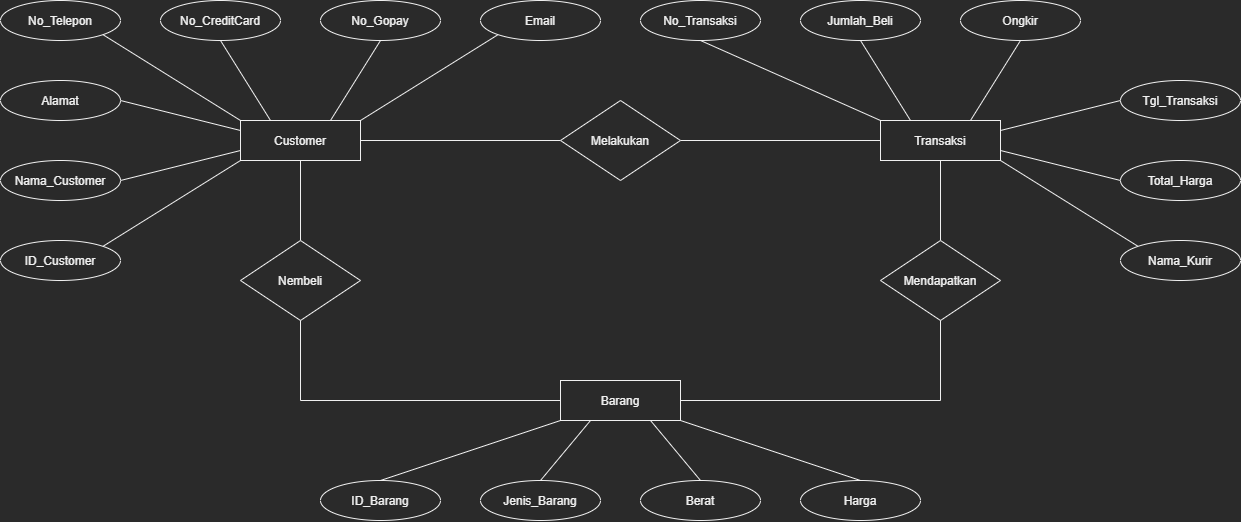 No_Telepon
No_CreditCard
No_Gopay
Email
No_Transaksi
Jumlah_Beli
Ongkir
Alamat
Tgl_Transaksi
Customer
Melakukan
Transaksi
Nama_Customer
Total_Harga
ID_Customer
Nama_Kurir
Nembeli
Mendapatkan
Barang
ID_Barang
Jenis_Barang
Berat
Harga